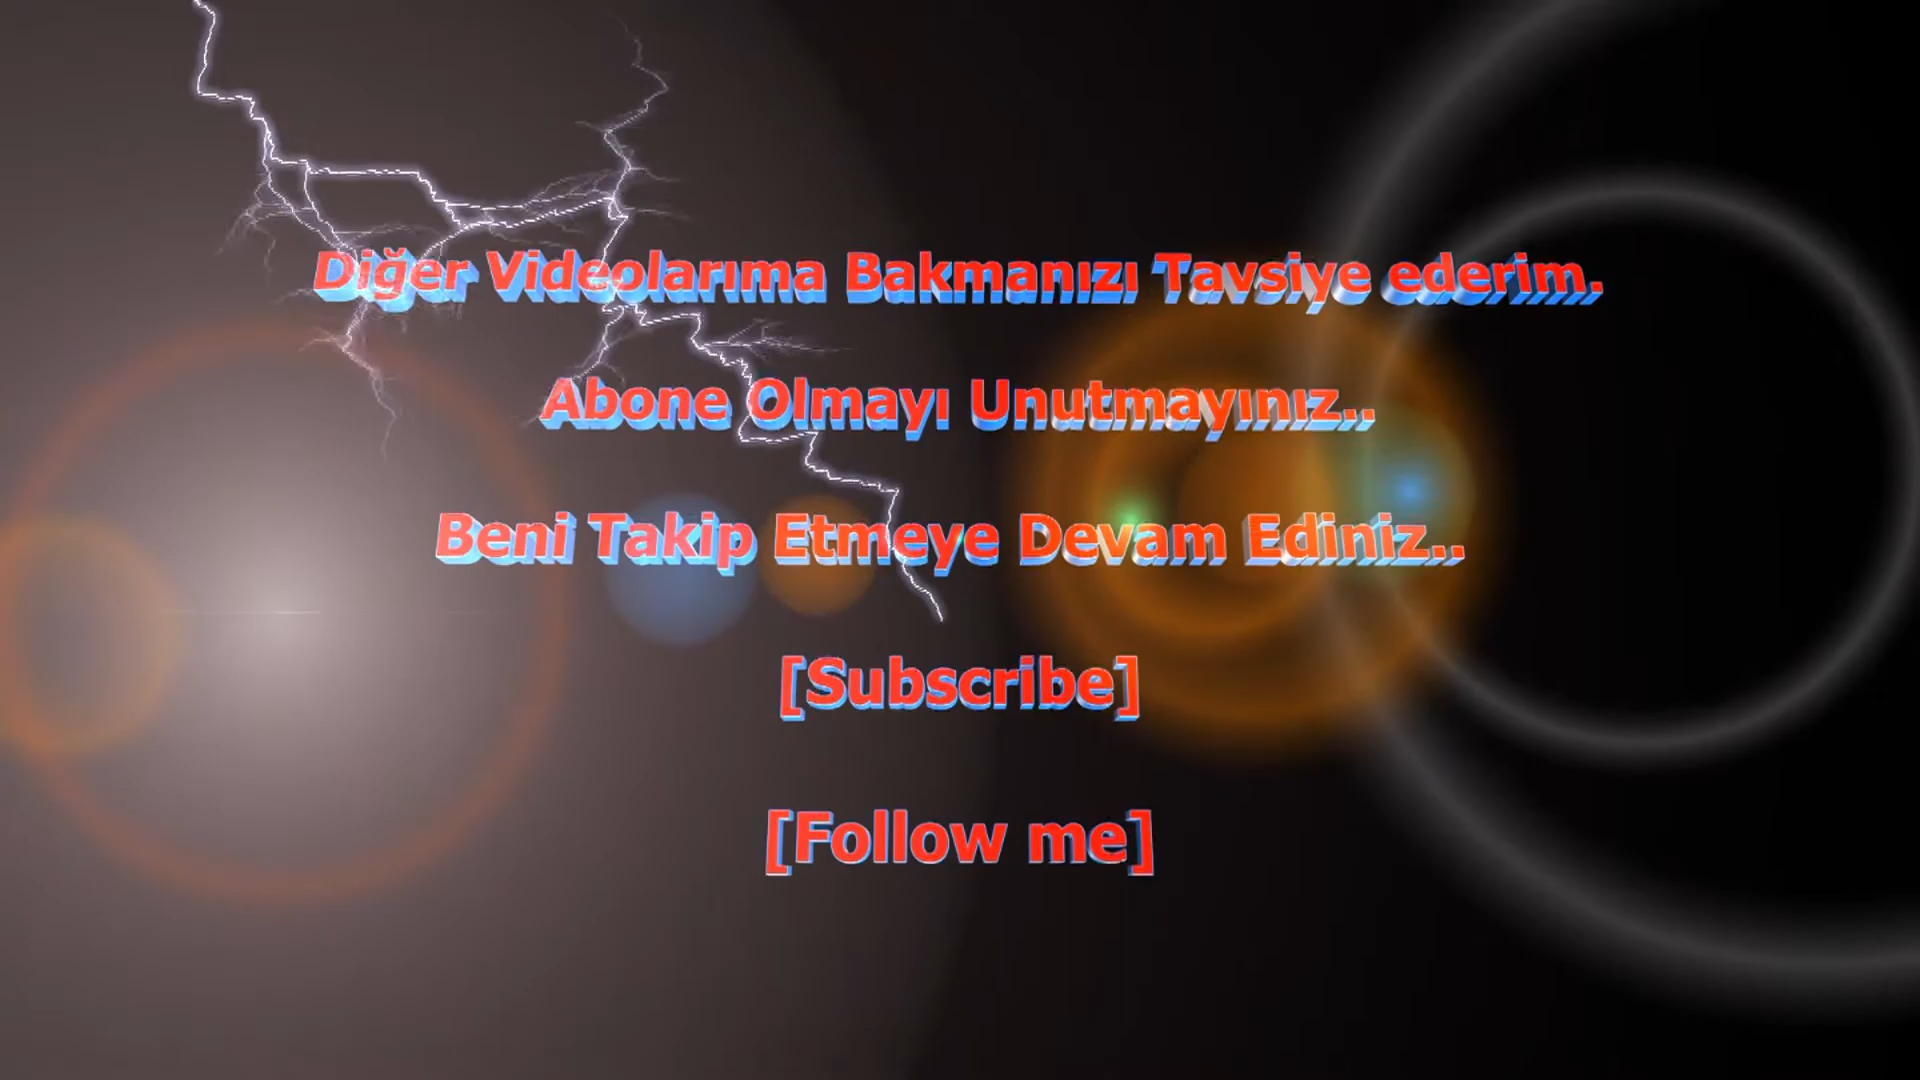 Diğer Videolarıma Bakmanızı Tavsiye ederim.
Abone Olmayı Unutmayınız..
Beni Takip Etmeye Devam Ediniz..
[Subscribe]
[Follow me]